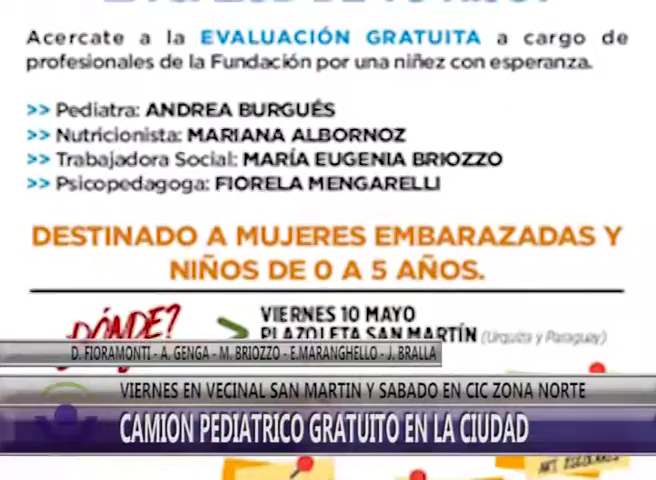 Acercate a la EVALUACIÓN GRATUITA a cargo de
profesionales de la Fundación por una niñez con esperanza.
>> Pediatra: ANDREA BURGUÉS
>> Nutricionista: MARIANA ALBORNOZ
>> Trabajadora Social: MARÍA EUGENIA BRIOZZO
>> Psicopedagoga: FIORELA MENGARELLI
DESTINADO A MUJERES EMBARAZADAS Y
NIÑOS DE 0 A 5 AÑOS.
¿DÓNDE?
VIERNES 10 MAYO
PLAZOLETA SAN MARTÍN (Urquiza y Paraguay)
D. FIORAMONTI - A. GENGA - M. BRIOZZO - E.MARANGHELLO - J. BRALLA
VIERNES EN VECINAL SAN MARTIN Y SABADO EN CIC ZONA NORTE
CAMION PEDIATRICO GRATUITO EN LA CIUDAD